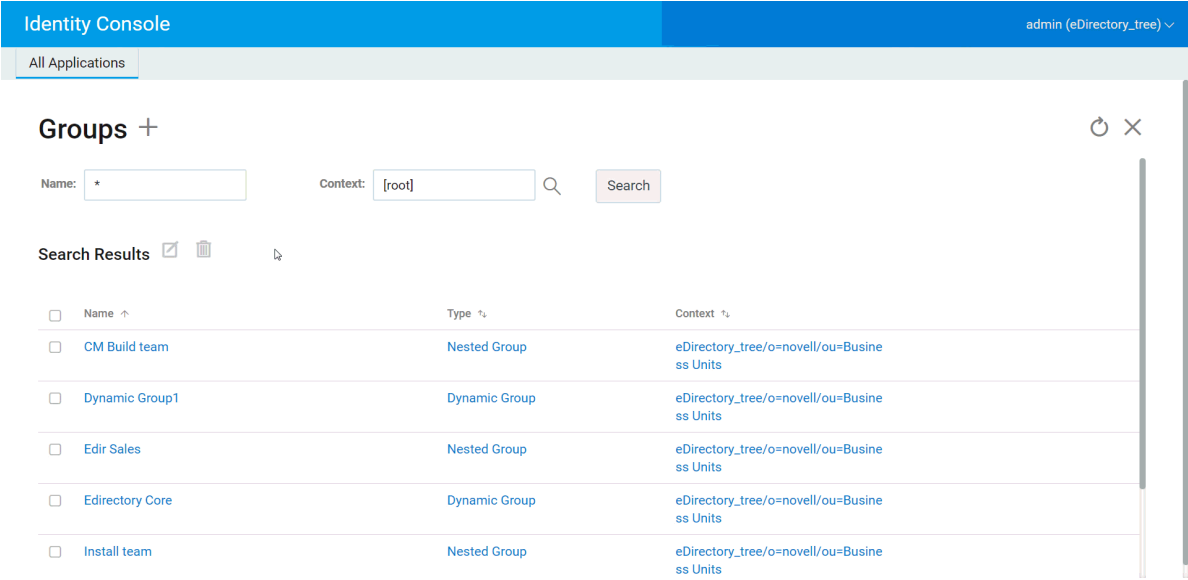 Identity Console
admin (eDirectory_tree)
All Applications
Groups
Name: * Context: [root] Search
Search Results
Name Type Context
CM Build team Nested Group eDirectory_tree/o=novell/ou=Busine
ss Units
Dynamic Group1 Dynamic Group eDirectory_tree/o=novell/ou=Busine
ss Units
Edir Sales Nested Group eDirectory_tree/o=novell/ou=Busine
ss Units
Edirectory Core Dynamic Group eDirectory_tree/o=novell/ou=Busine
ss Units
Install team Nested Group eDirectory_tree/o=novell/ou=Busine
ss Units